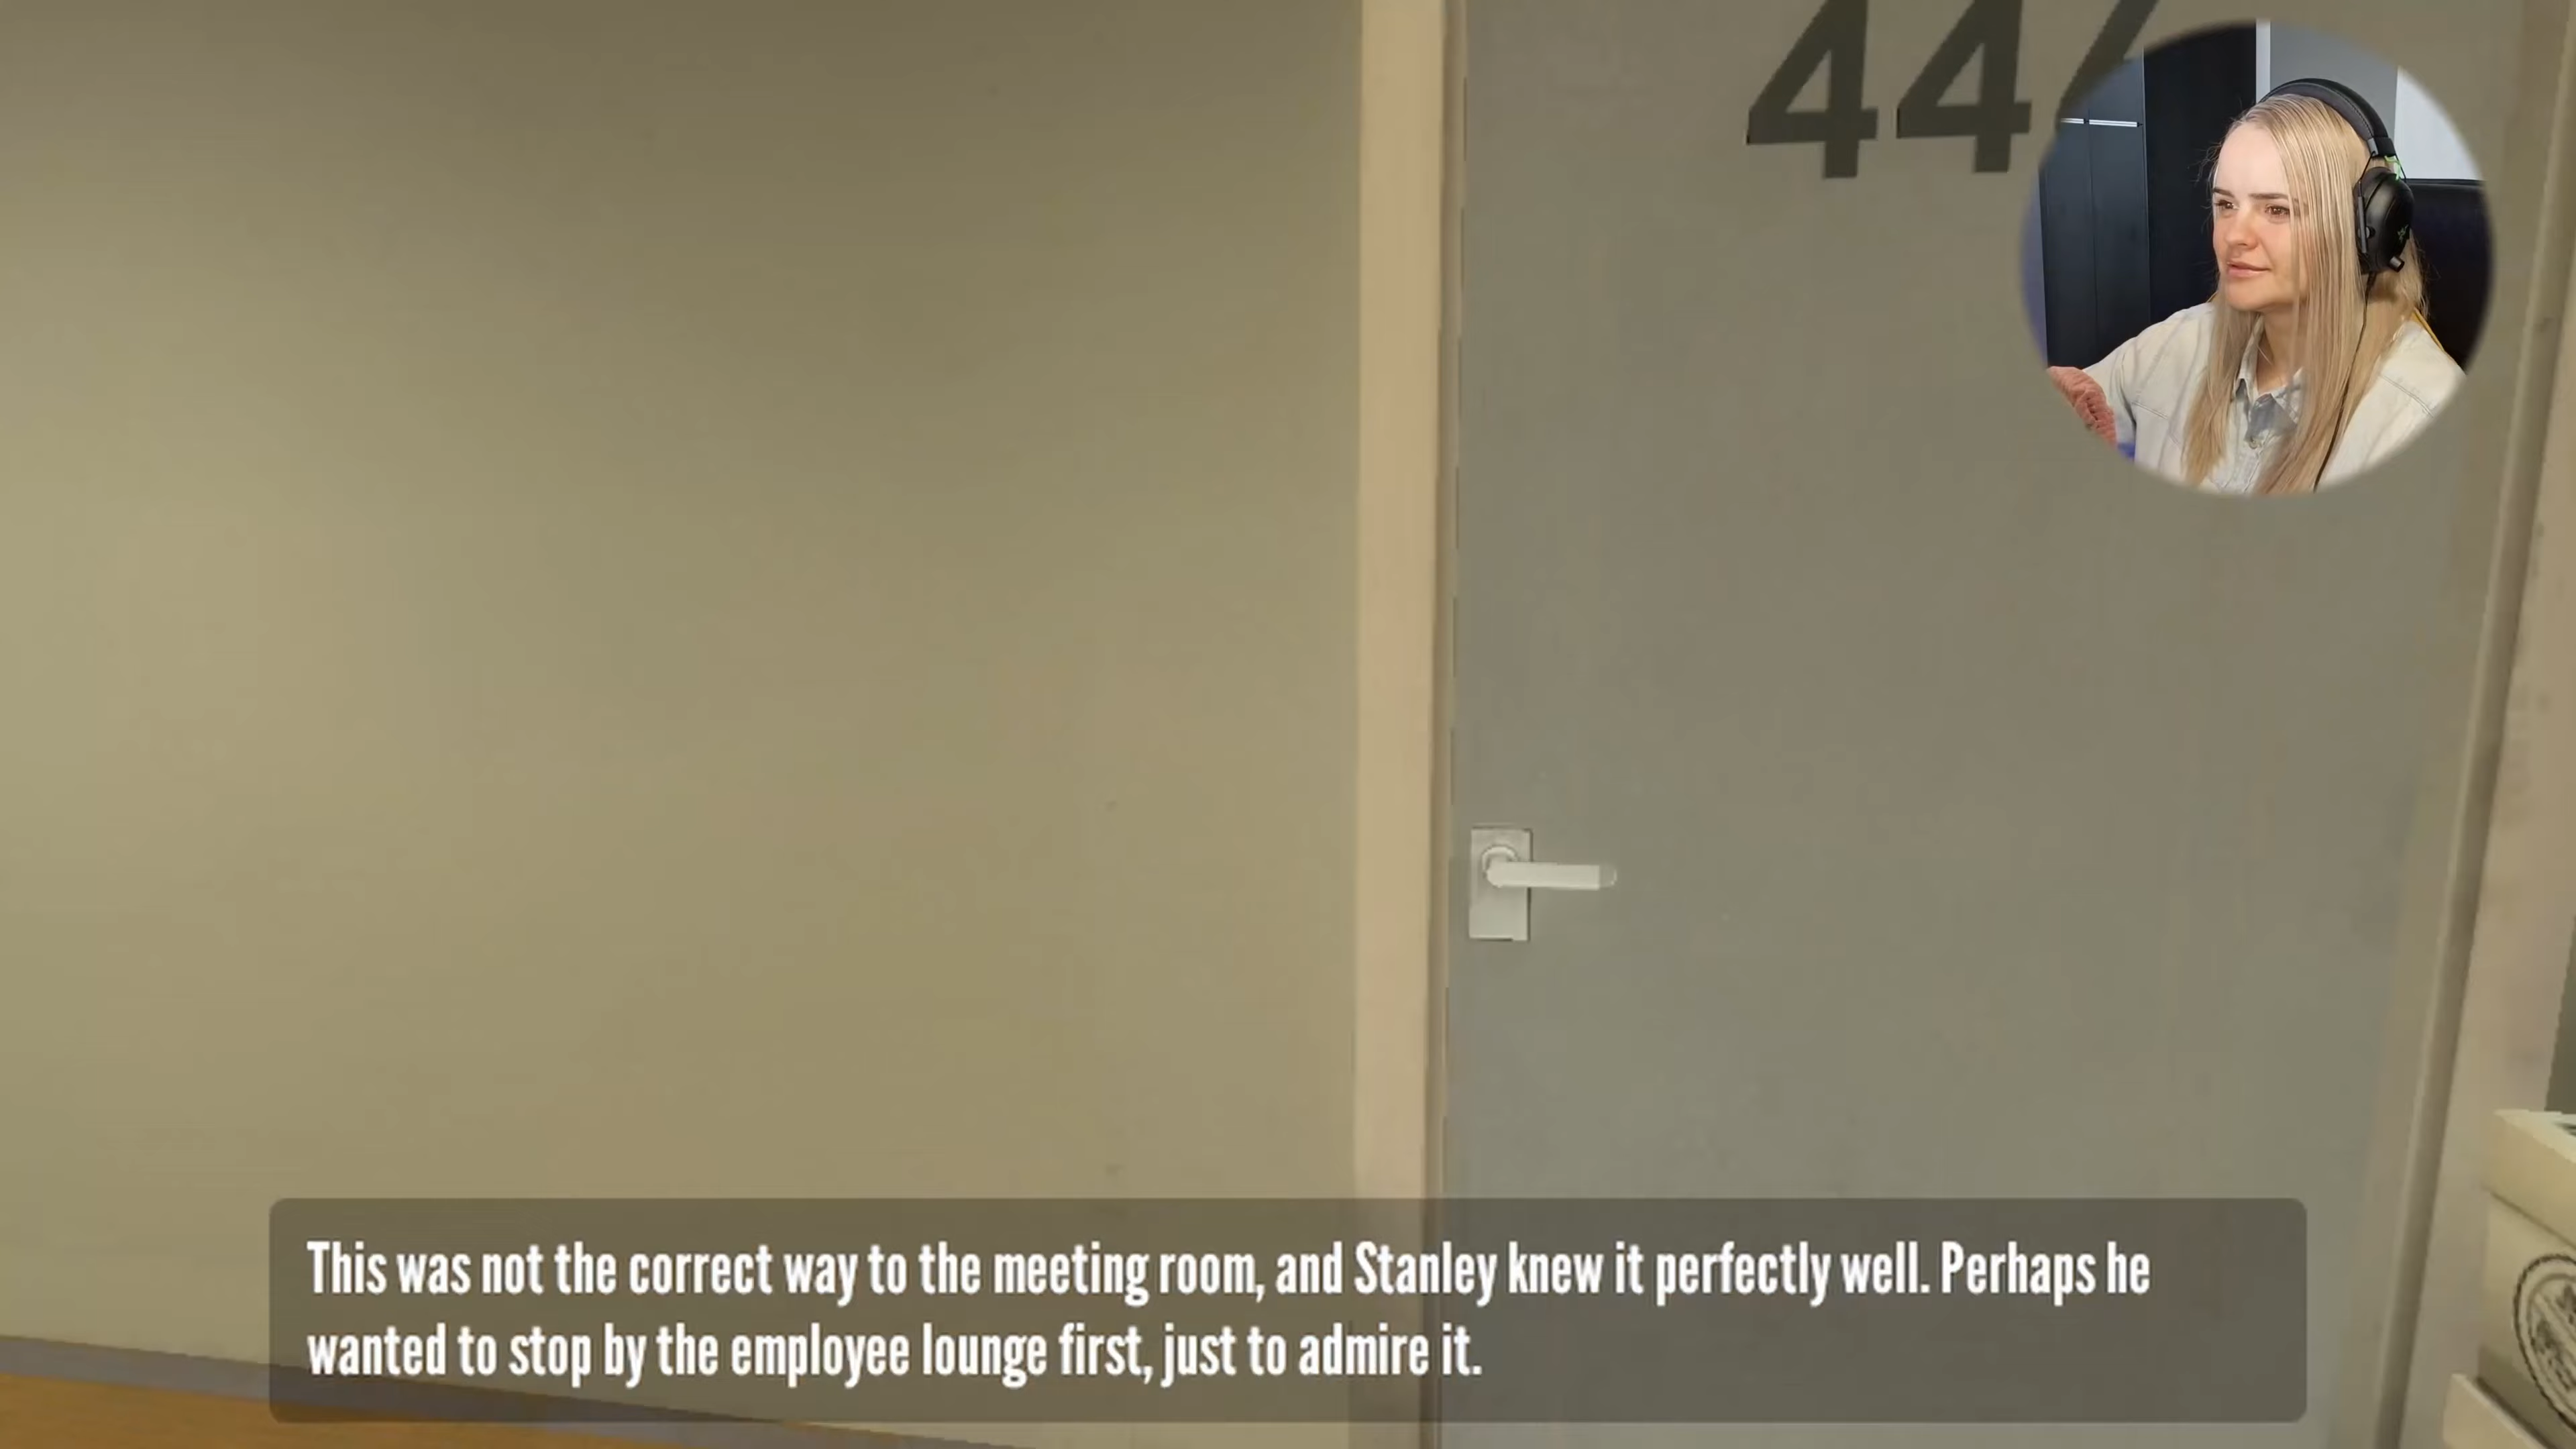 44
This was not the correct way to the meeting room, and Stanley knew it perfectly well. Perhaps he
wanted to stop by the employee lounge first, just to admire it.